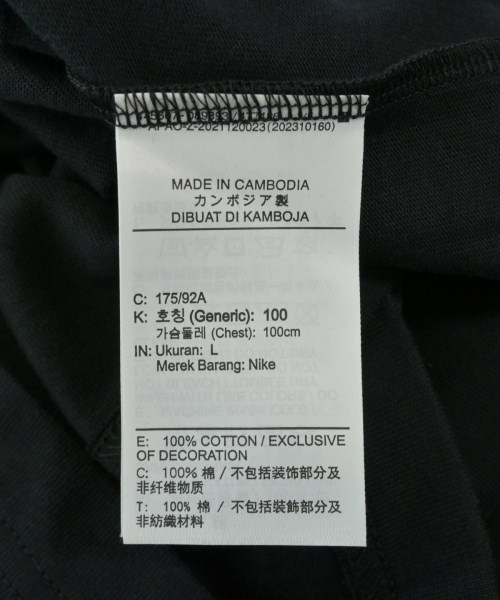 APAO-Z-2021120023(202310160)
MADE IN CAMBODIA
カンボジア製
DIBUAT DI KAMBOJA
C: 175/92A
K: 호칭 (Generic): 100
가슴둘레 (Chest): 100cm
IN: Ukuran: L
Merek Barang: Nike
E: 100% COTTON / EXCLUSIVE
OF DECORATION
C: 100% 棉 / 不包括装饰部分及
非纤维物质
T: 100% 棉 / 不包括裝飾部分及
非紡織材料